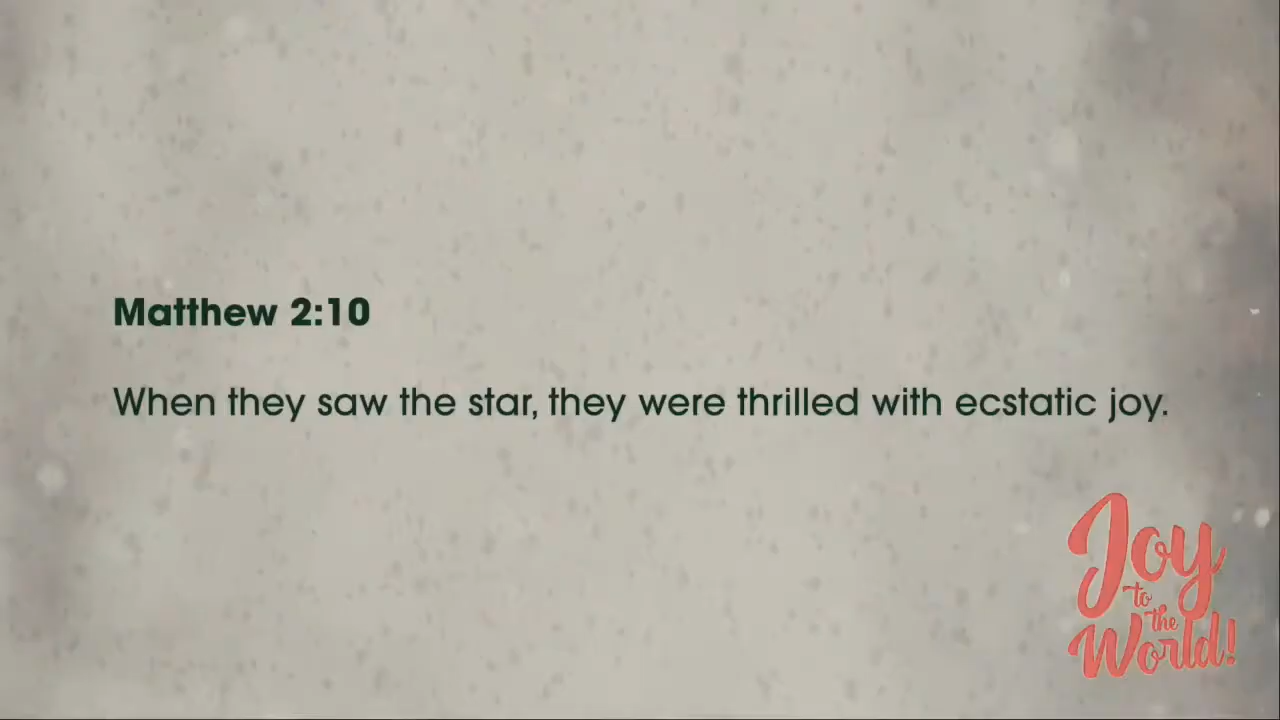 Matthew 2:10
When they saw the star, they were thrilled with ecstatic joy.
Joy
to
the
World!